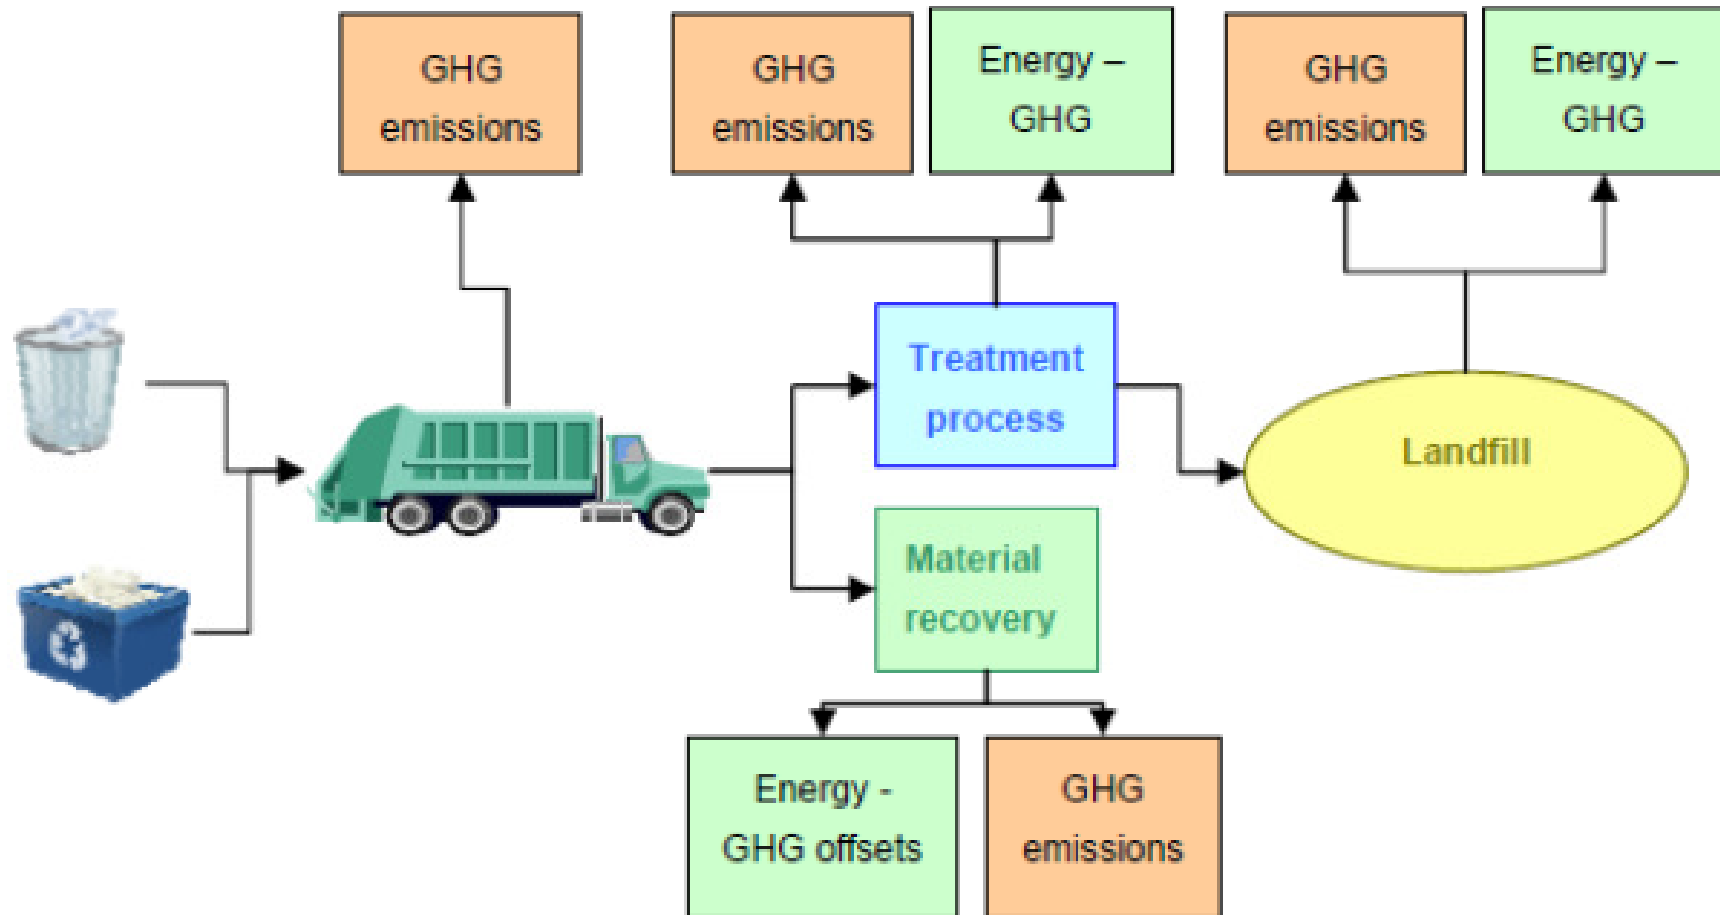 GHG
emissions
GHG
emissions
Energy –
GHG
GHG
emissions
Energy –
GHG
Treatment
process
Landfill
Material
recovery
Energy -
GHG offsets
GHG
emissions